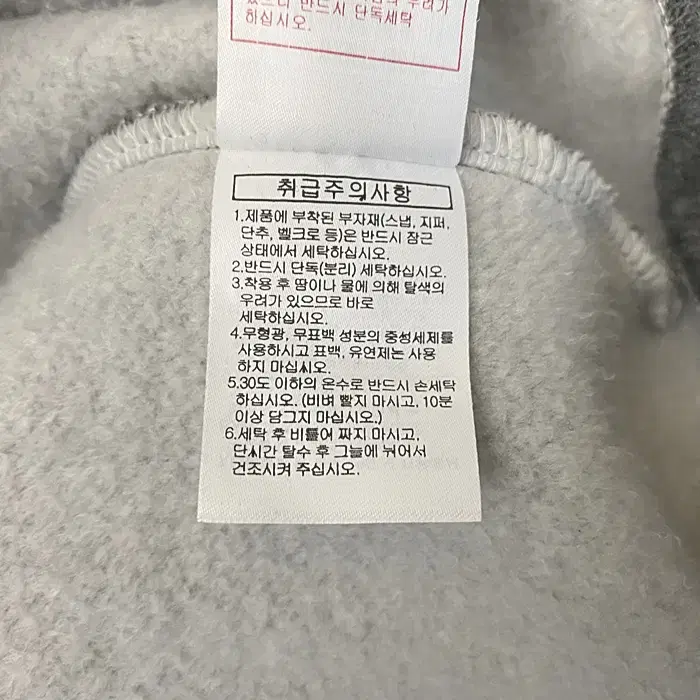 반드시 단독세탁
하십시오.
취급주의사항
1.제품에 부착된 부자재(스냅, 지퍼,
단추, 벨크로 등)은 반드시 잠근
상태에서 세탁하십시오.
2.반드시 단독(분리) 세탁하십시오.
3.착용 후 땀이나 물에 의해 탈색의
우려가 있으므로 바로
세탁하십시오.
4.무형광, 무표백 성분의 중성세제를
사용하시고 표백, 유연제는 사용
하지 마십시오.
5.30도 이하의 온수로 반드시 손세탁
하십시오. (비벼 빨지 마시고, 10분
이상 담그지 마십시오.)
6.세탁 후 비틀어 짜지 마시고,
단시간 탈수 후 그늘에 뉘어서
건조시켜 주십시오.